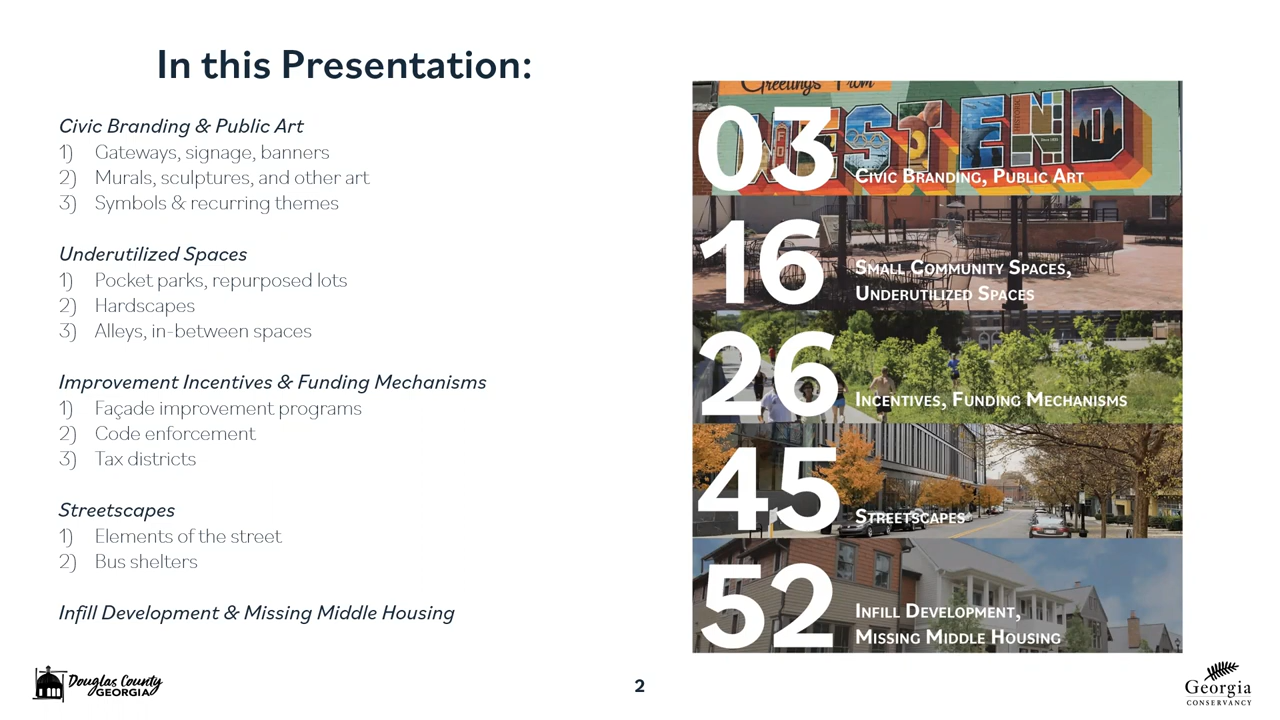 In this Presentation:
Civic Branding & Public Art
1) Gateways, signage, banners
2) Murals, sculptures, and other art
3) Symbols & recurring themes
Underutilized Spaces
1) Pocket parks, repurposed lots
2) Hardscapes
3) Alleys, in-between spaces
Improvement Incentives & Funding Mechanisms
1) Façade improvement programs
2) Code enforcement
3) Tax districts
Streetscapes
1) Elements of the street
2) Bus shelters
Infill Development & Missing Middle Housing
Greetings From
WEST END
HISTORIC
03
Civic Branding, Public Art
16
Small Community Spaces,
Underutilized Spaces
26
Incentives, Funding Mechanisms
45
Streetscapes
52
Infill Development,
Missing Middle Housing
Douglas County
GEORGIA
2
Georgia
CONSERVANCY